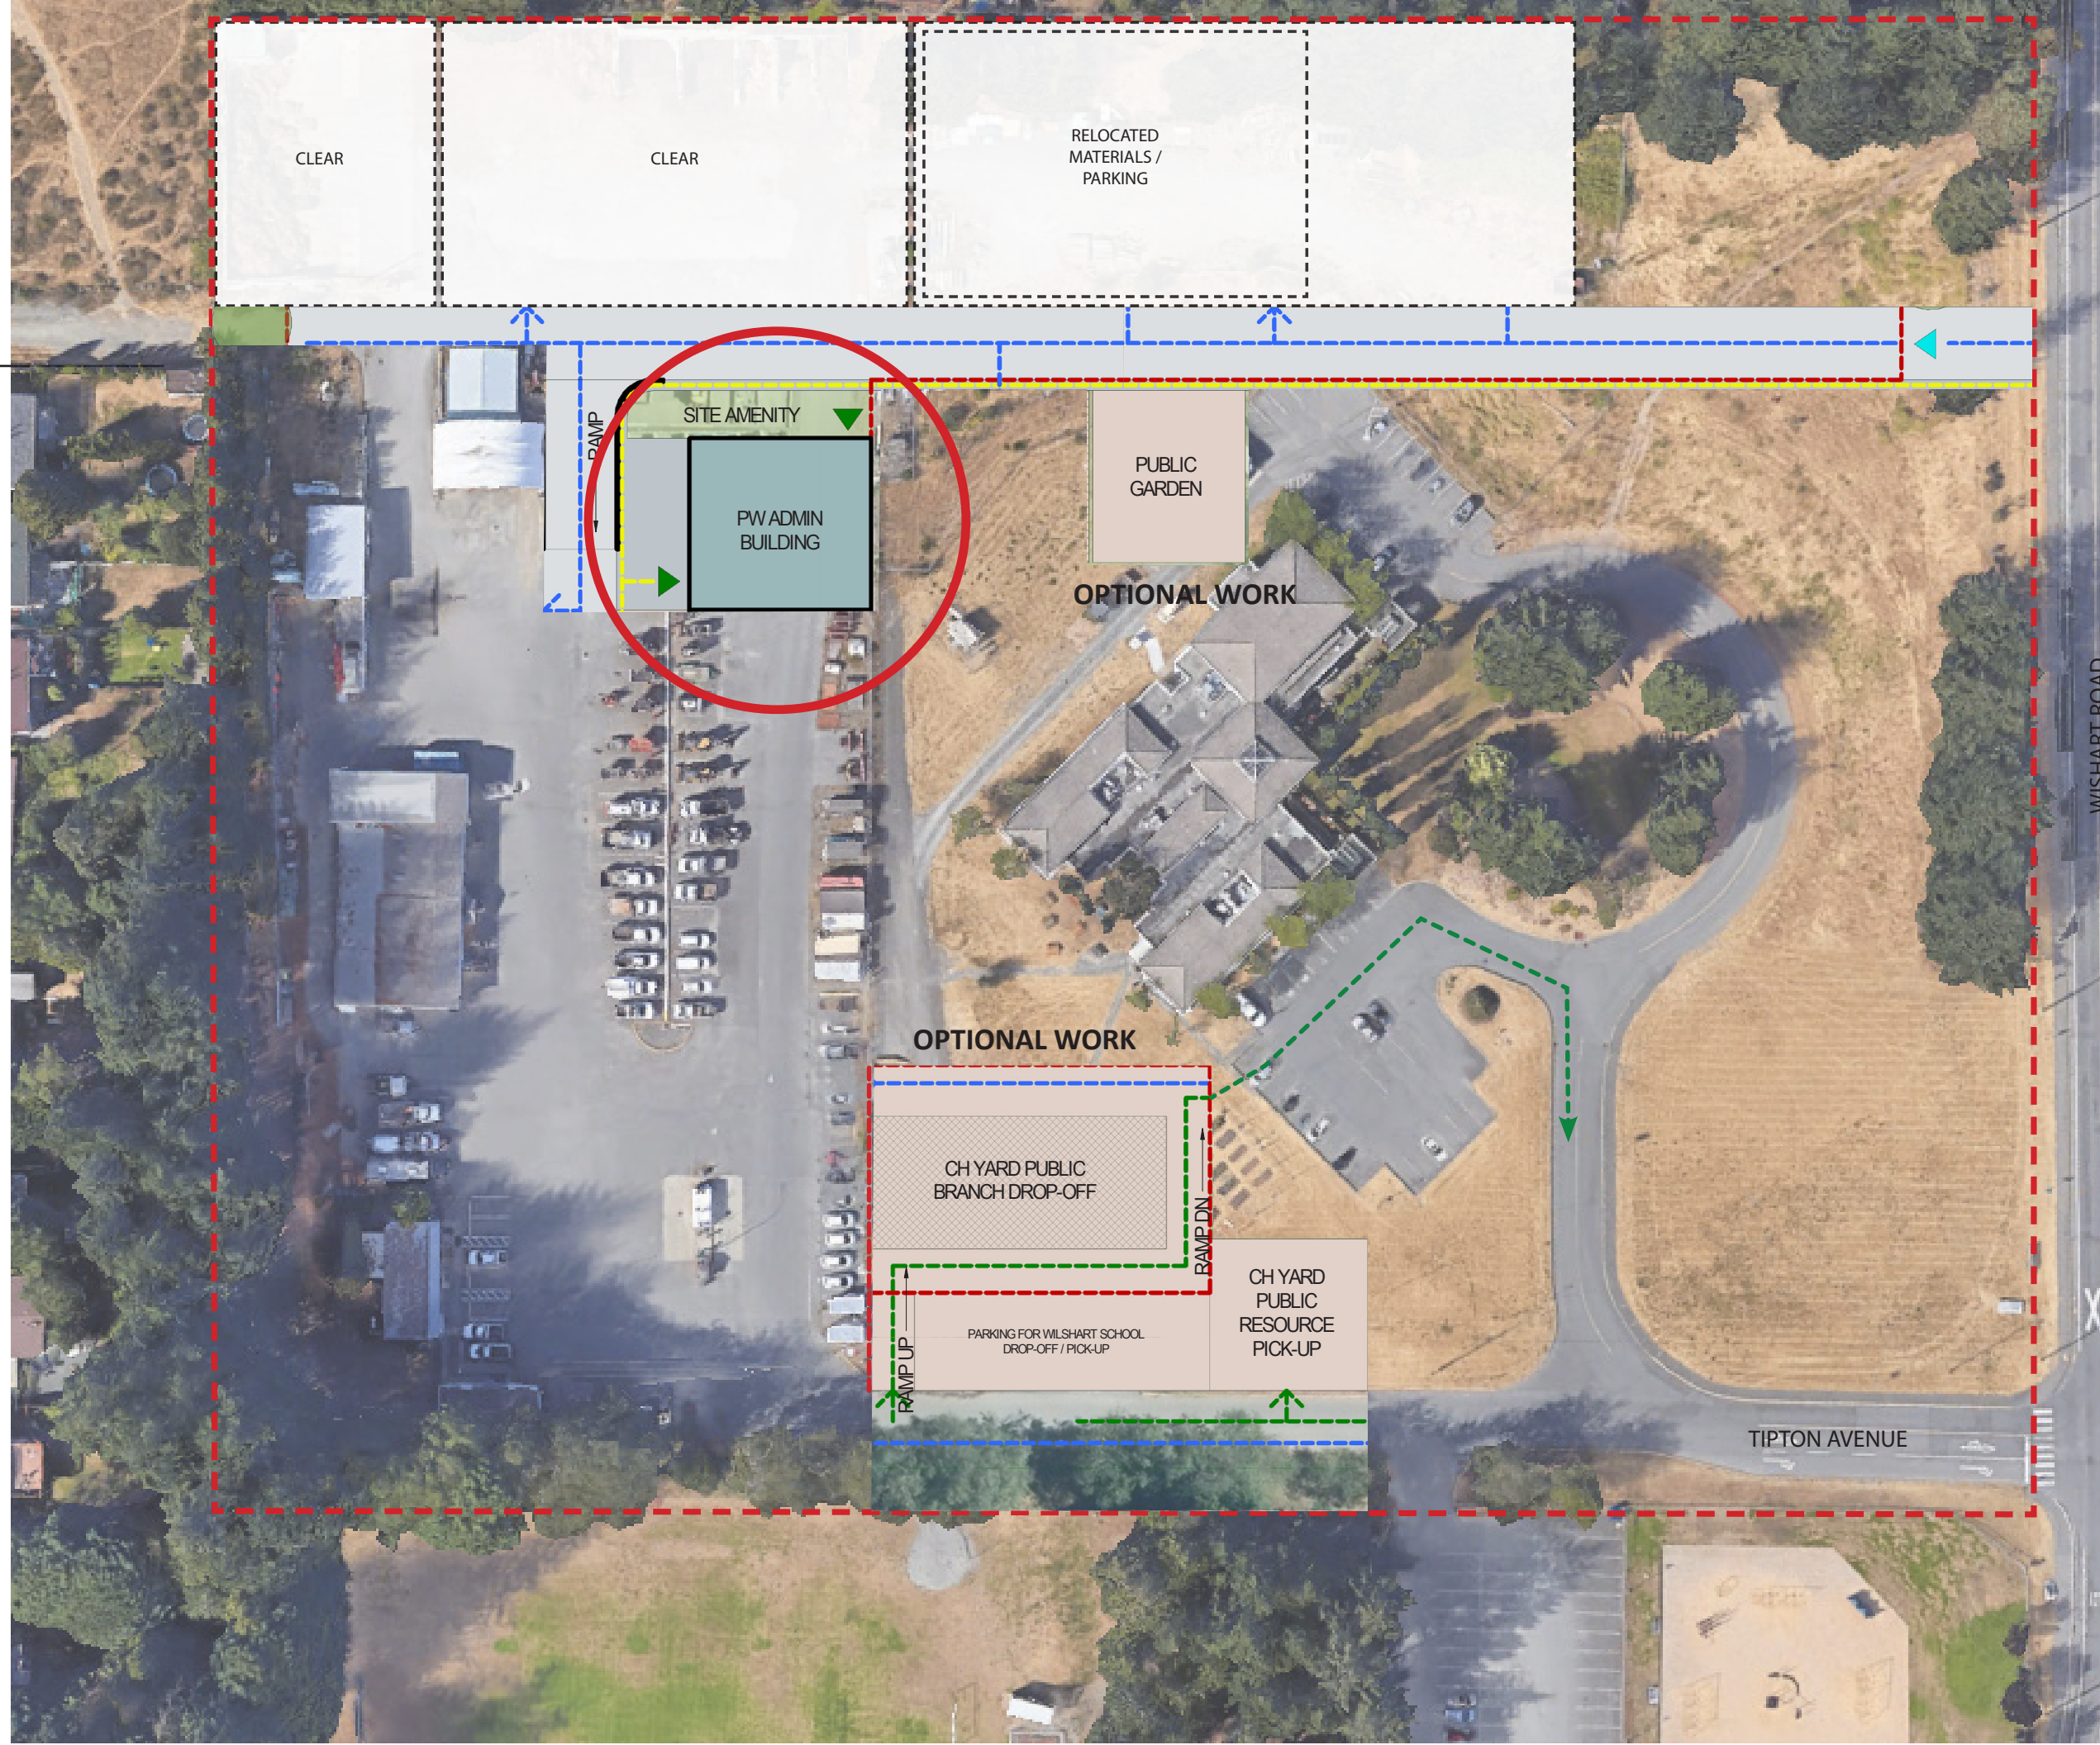 CLEAR
CLEAR
RELOCATED
MATERIALS /
PARKING
RAMP
SITE AMENITY
PW ADMIN
BUILDING
PUBLIC
GARDEN
OPTIONAL WORK
WISHART ROAD
OPTIONAL WORK
CH YARD PUBLIC
BRANCH DROP-OFF
RAMP DN
CH YARD
PUBLIC
RESOURCE
PICK-UP
PARKING FOR WILSHART SCHOOL
DROP-OFF / PICK-UP
RAMP UP
TIPTON AVENUE